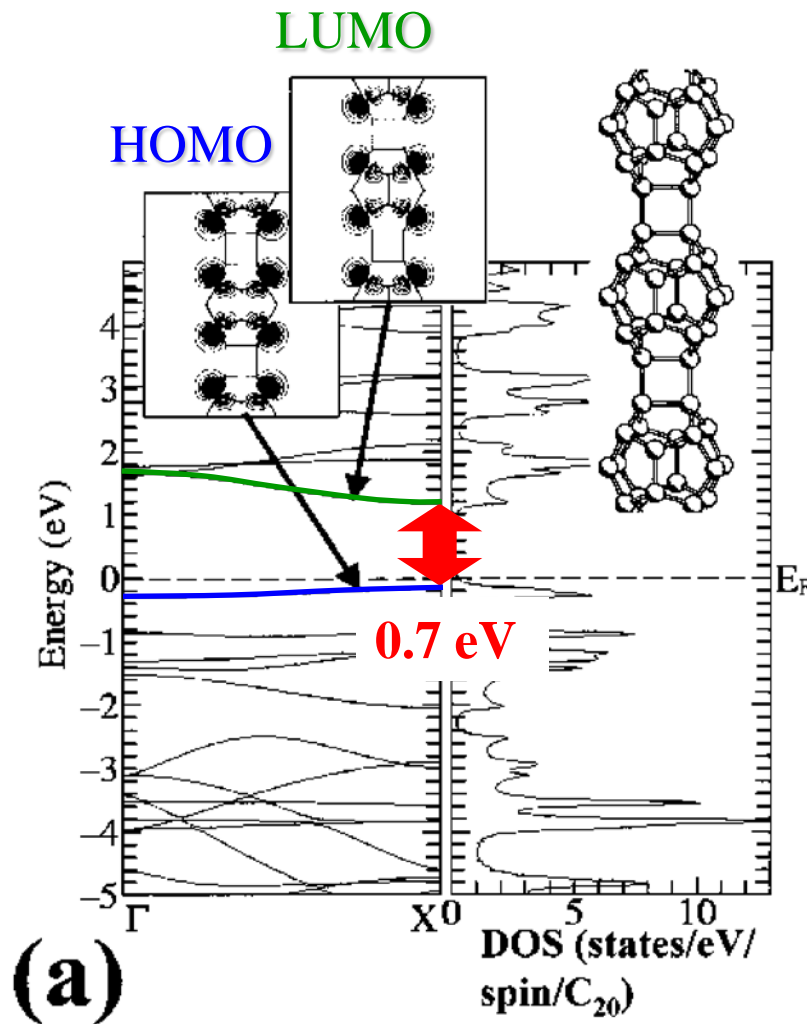 LUMO
HOMO
4
3
2
1
0
−1
−2
−3
−4
−5
Energy (eV)
E_F
0.7 eV
Γ
X
0
5
10
DOS (states/eV/
spin/C₂₀)
(a)